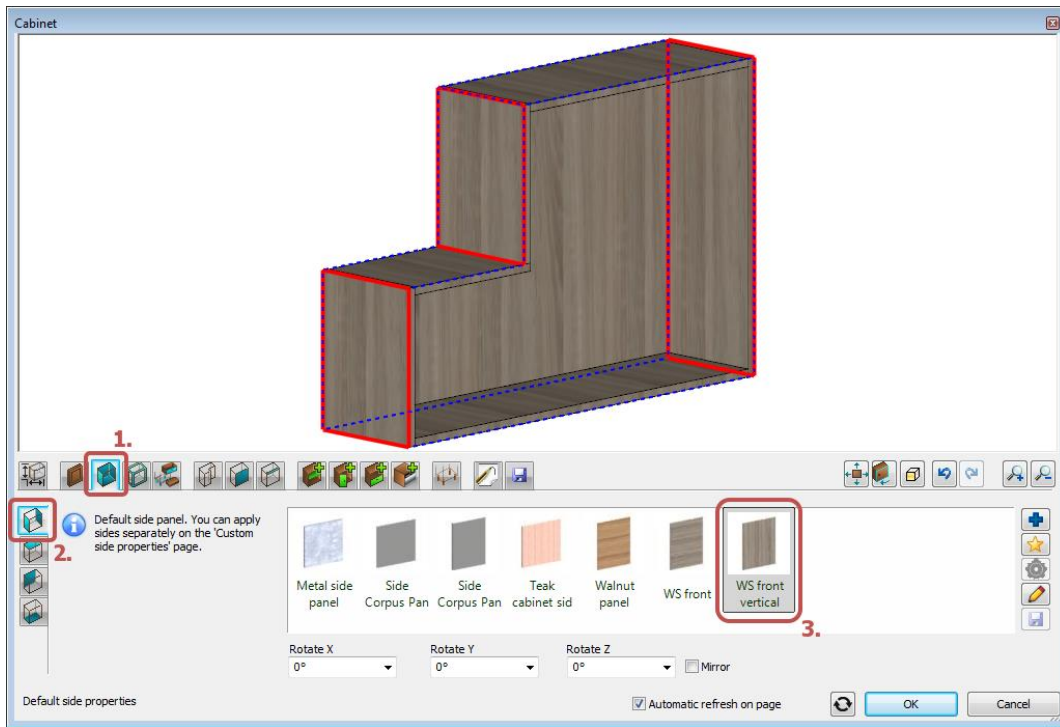 Cabinet
1.
2.
Default side panel. You can apply
sides separately on the 'Custom
side properties' page.
Metal side
panel
Side
Corpus Pan
Side
Corpus Pan
Teak
cabinet sid
Walnut
panel
WS front
WS front
vertical
3.
Rotate X
Rotate Y
Rotate Z
0°
0°
0°
Mirror
Default side properties
Automatic refresh on page
OK
Cancel